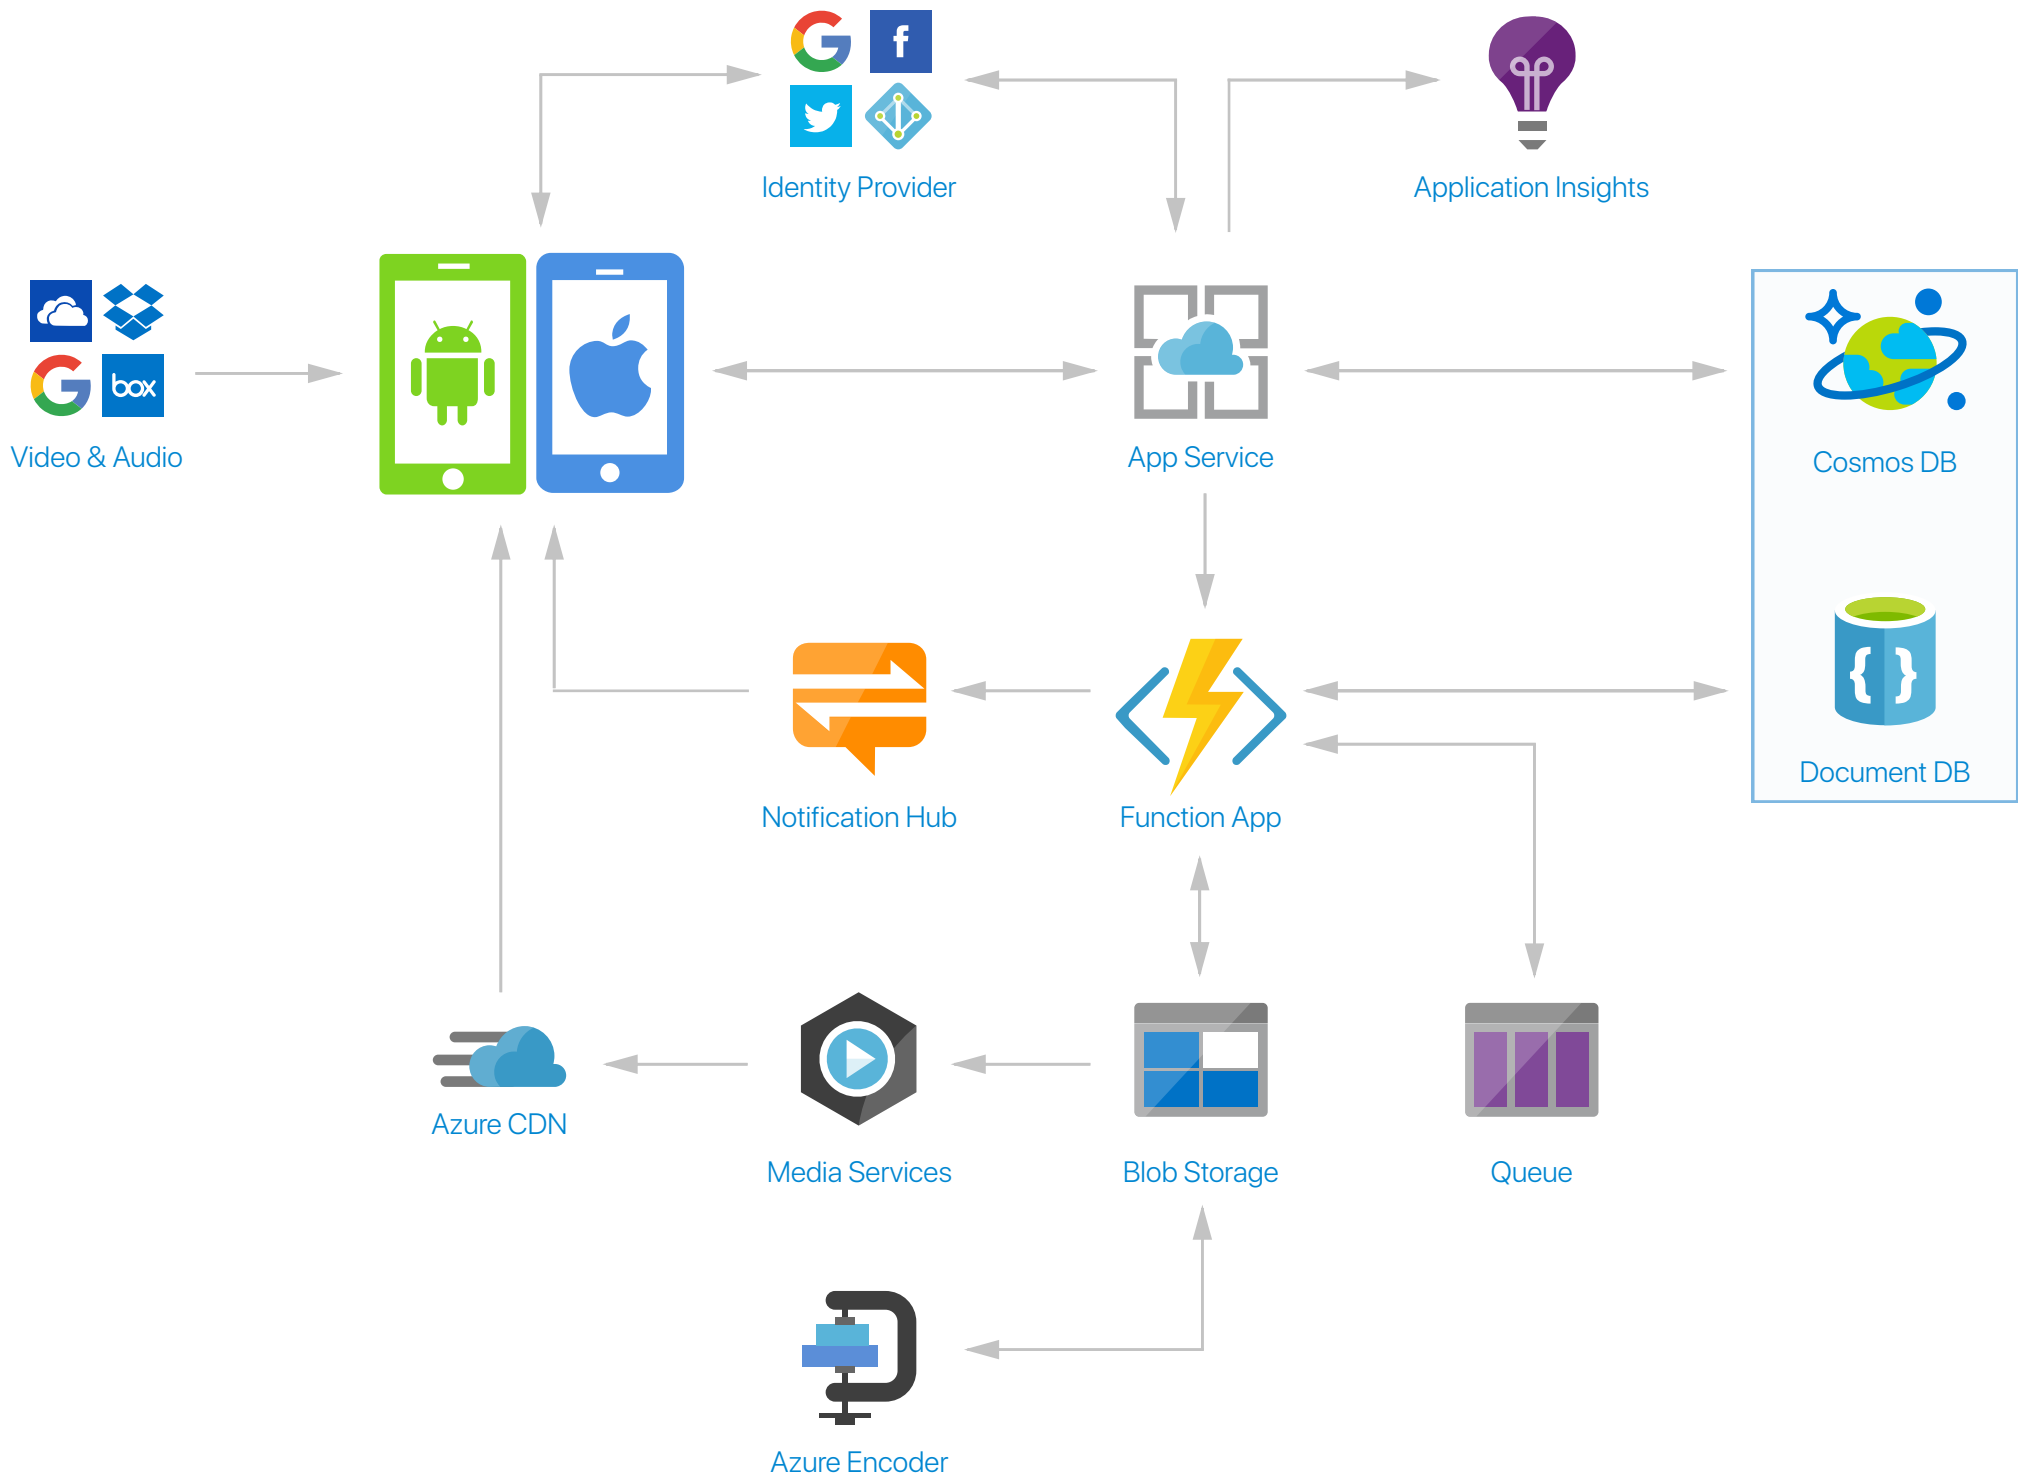 f
Identity Provider
Application Insights
box
Video & Audio
App Service
Cosmos DB
{ }
Document DB
Notification Hub
Function App
Azure CDN
Media Services
Blob Storage
Queue
Azure Encoder